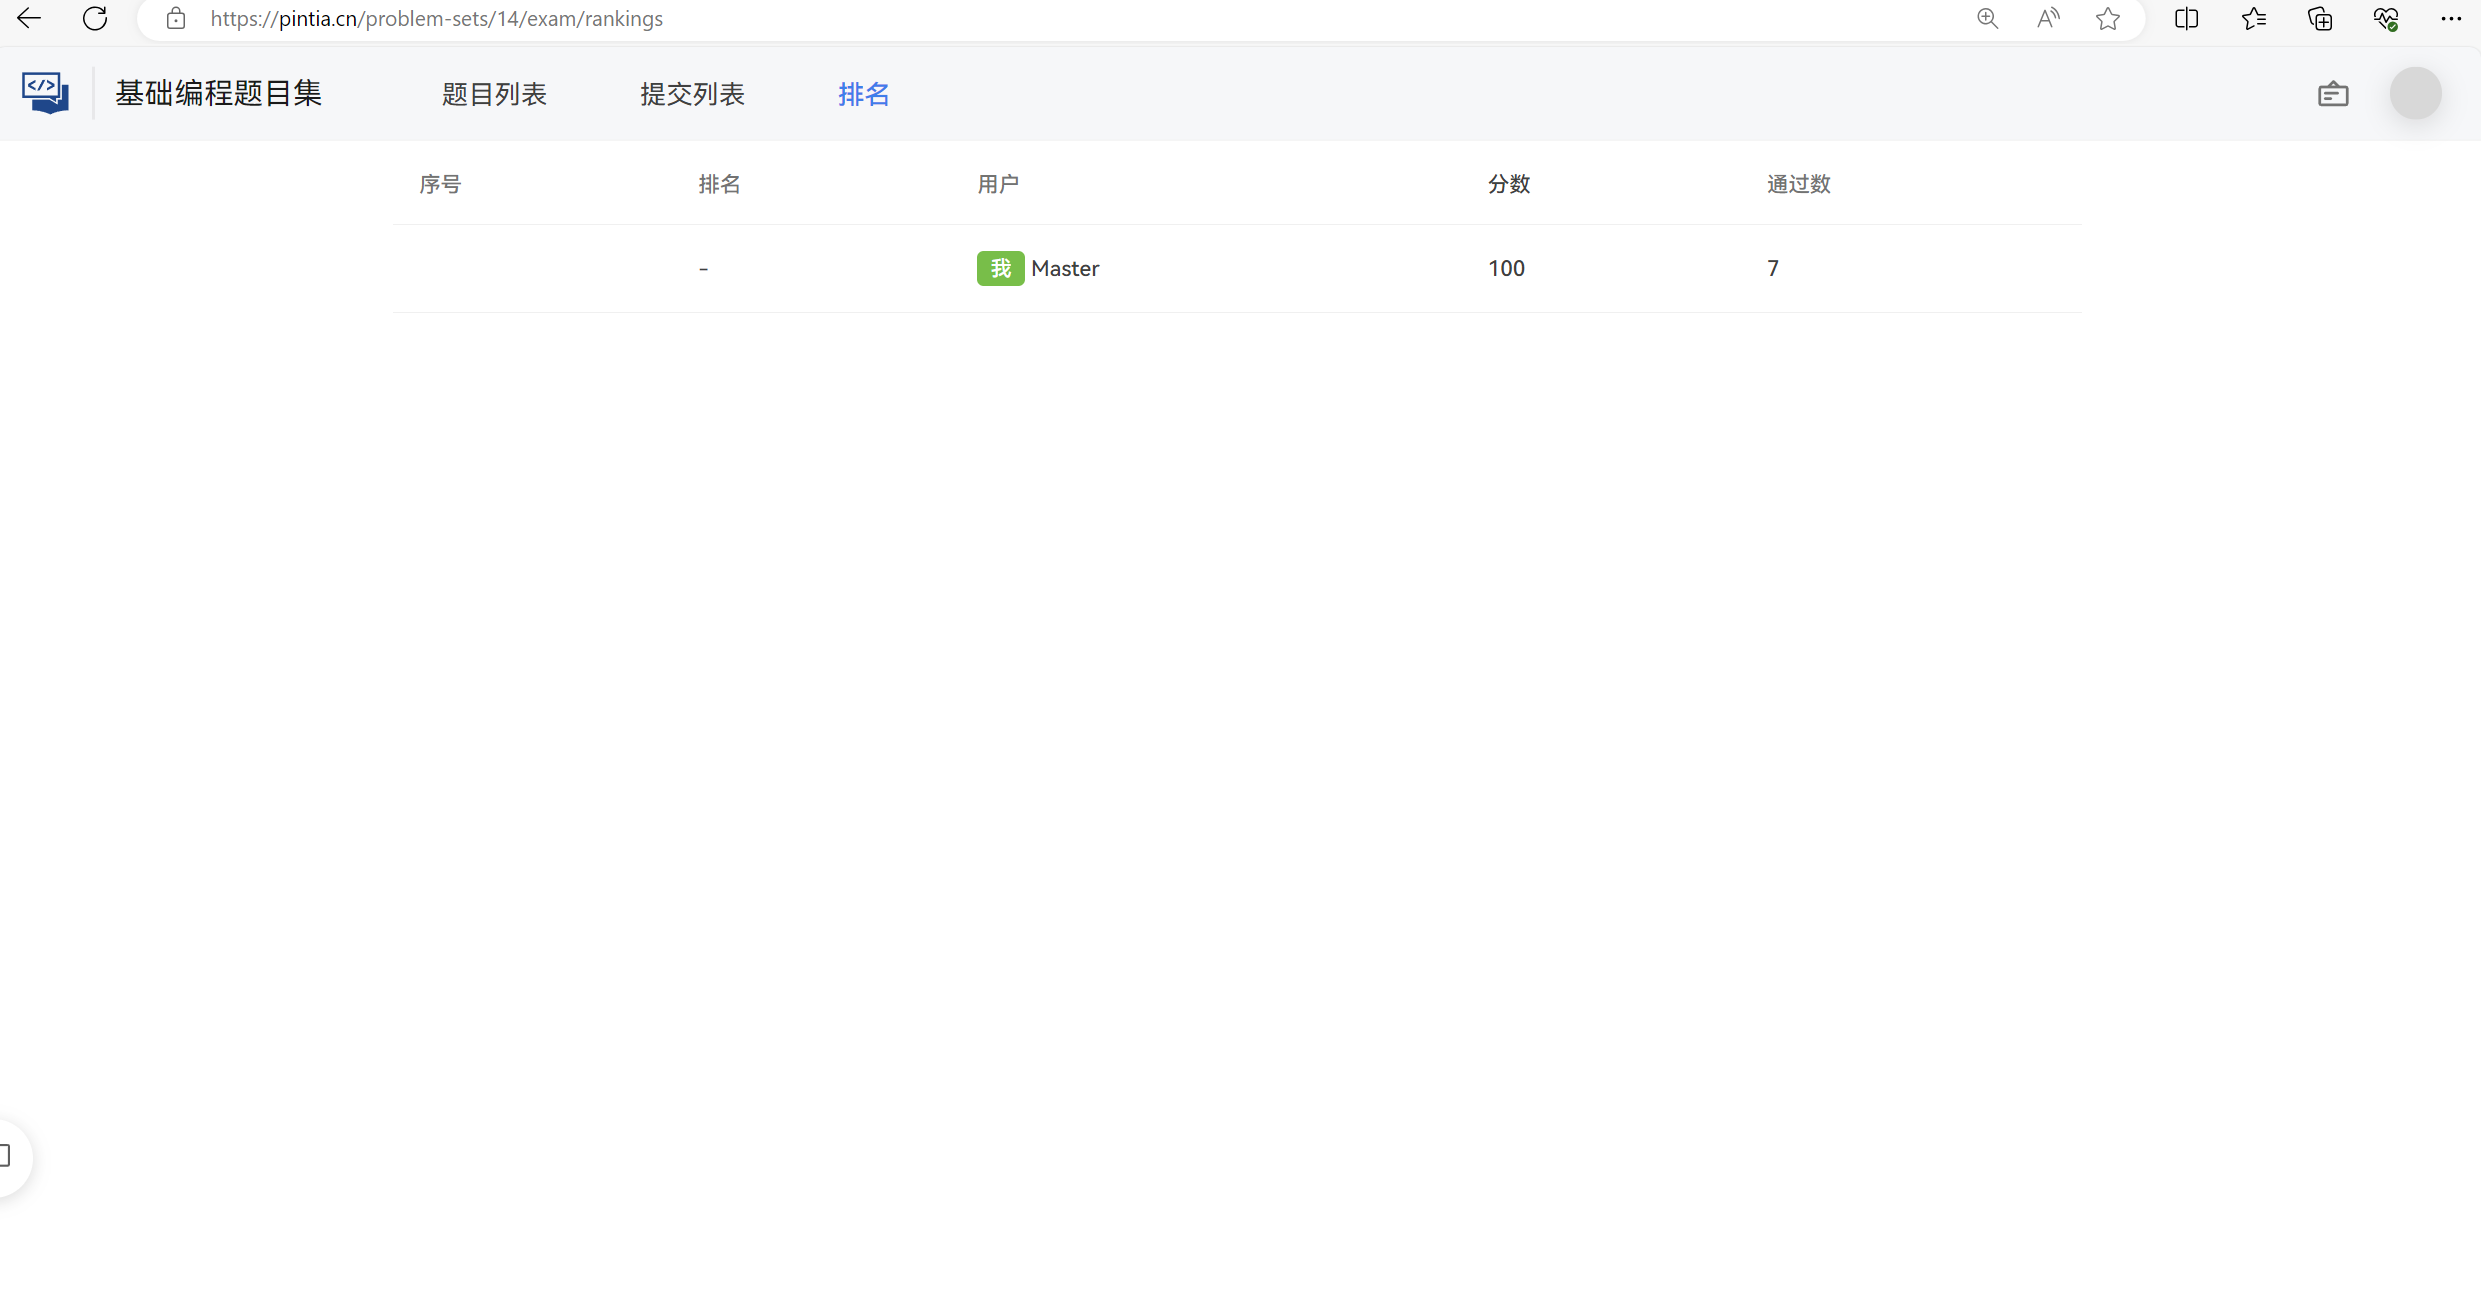 https://pintia.cn/problem-sets/14/exam/rankings
基础编程题目集 题目列表 提交列表 排名
序号 排名 用户 分数 通过数
- 我 Master 100 7